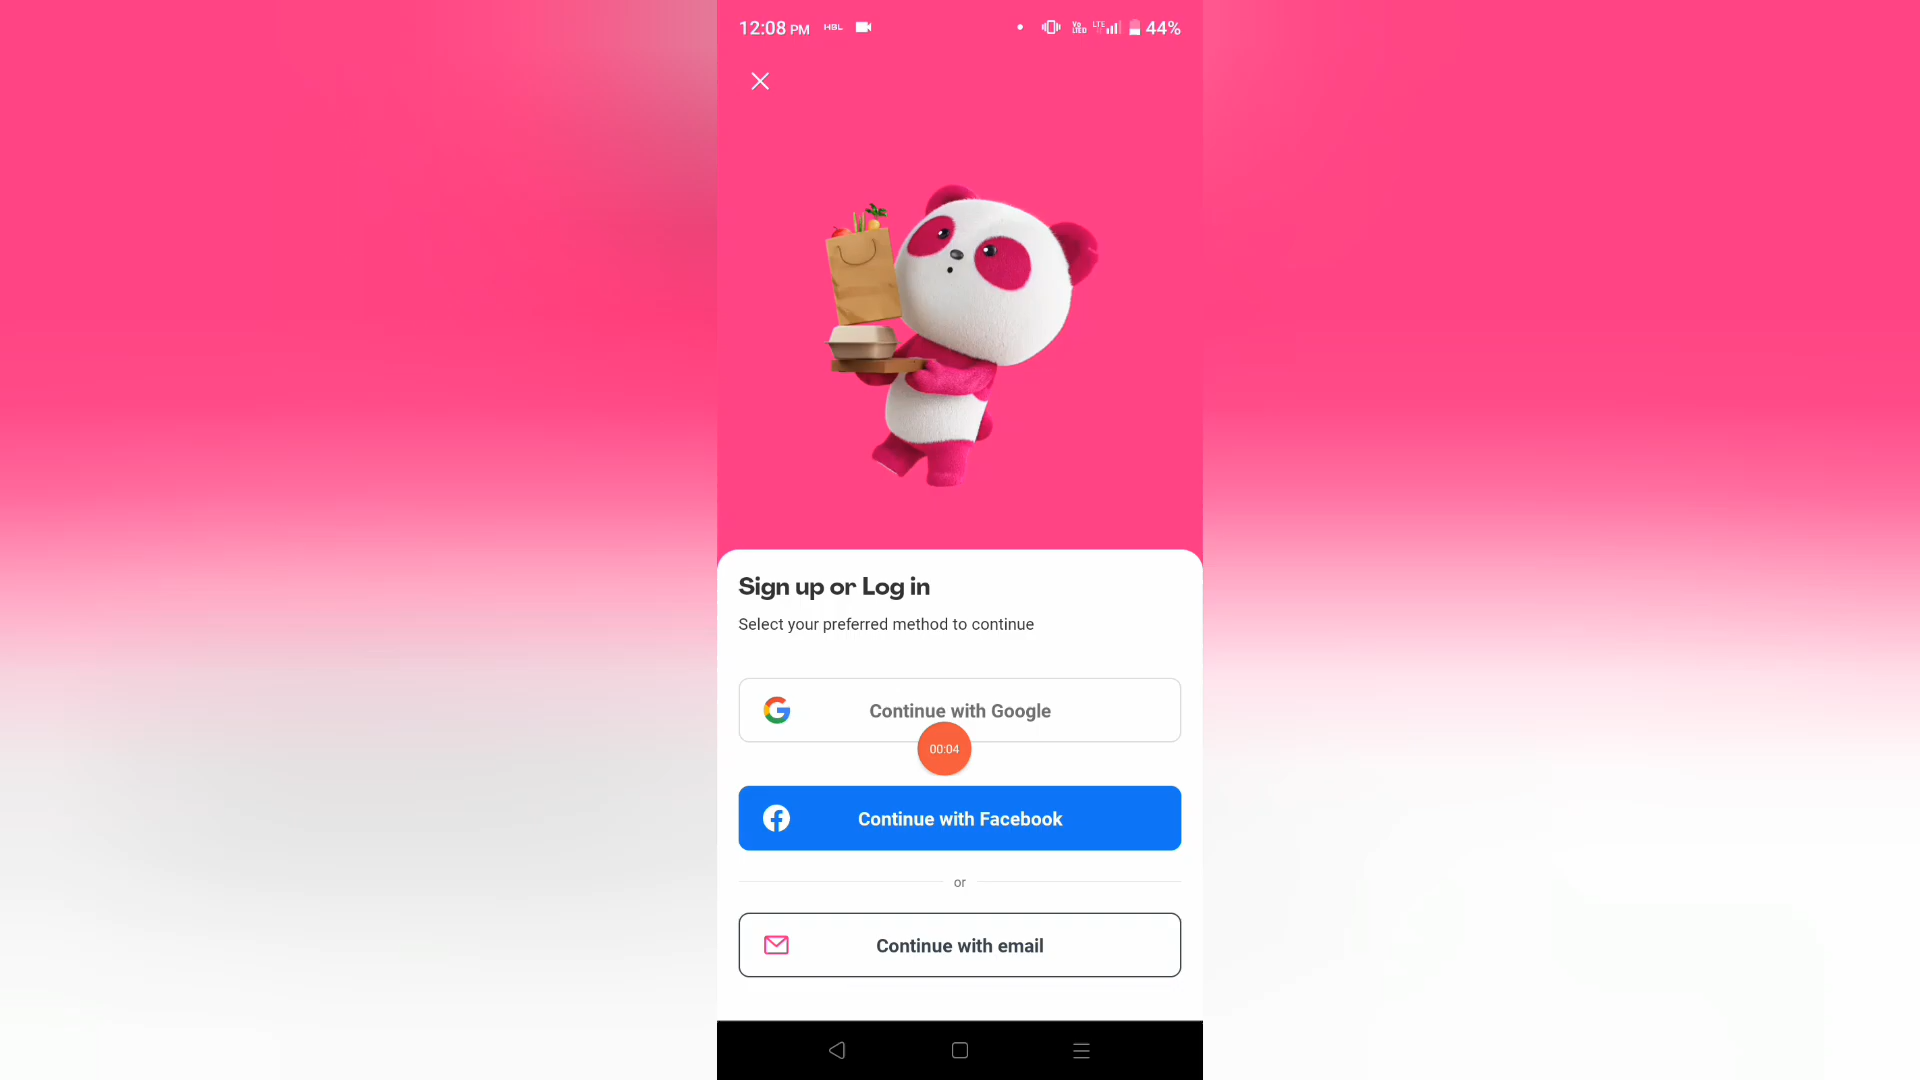 12:08 PM HBL 44%
Sign up or Log in
Select your preferred method to continue
Continue with Google
00:04
Continue with Facebook
or
Continue with email